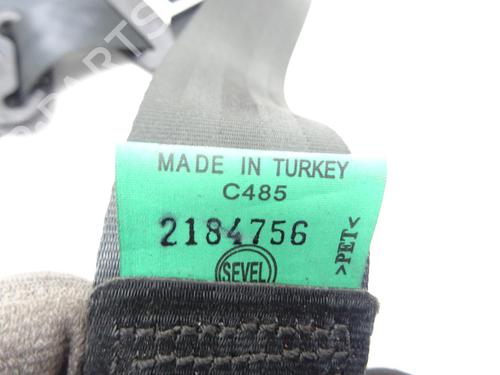 MADE IN TURKEY
C485
2184756
SEVEL
>PET<